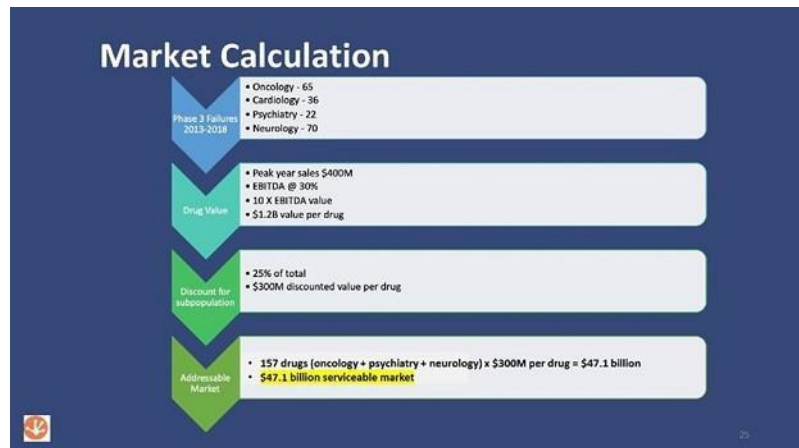 Market Calculation
Phase 3 Failures
2013-2018
• Oncology - 65
• Cardiology - 36
• Psychiatry - 22
• Neurology - 70
Drug Value
• Peak year sales $400M
• EBITDA @ 30%
• 10 X EBITDA value
• $1.2B value per drug
Discount for
subpopulation
• 25% of total
• $300M discounted value per drug
Addressable
Market
• 157 drugs (oncology + psychiatry + neurology) x $300M per drug = $47.1 billion
• $47.1 billion serviceable market
25